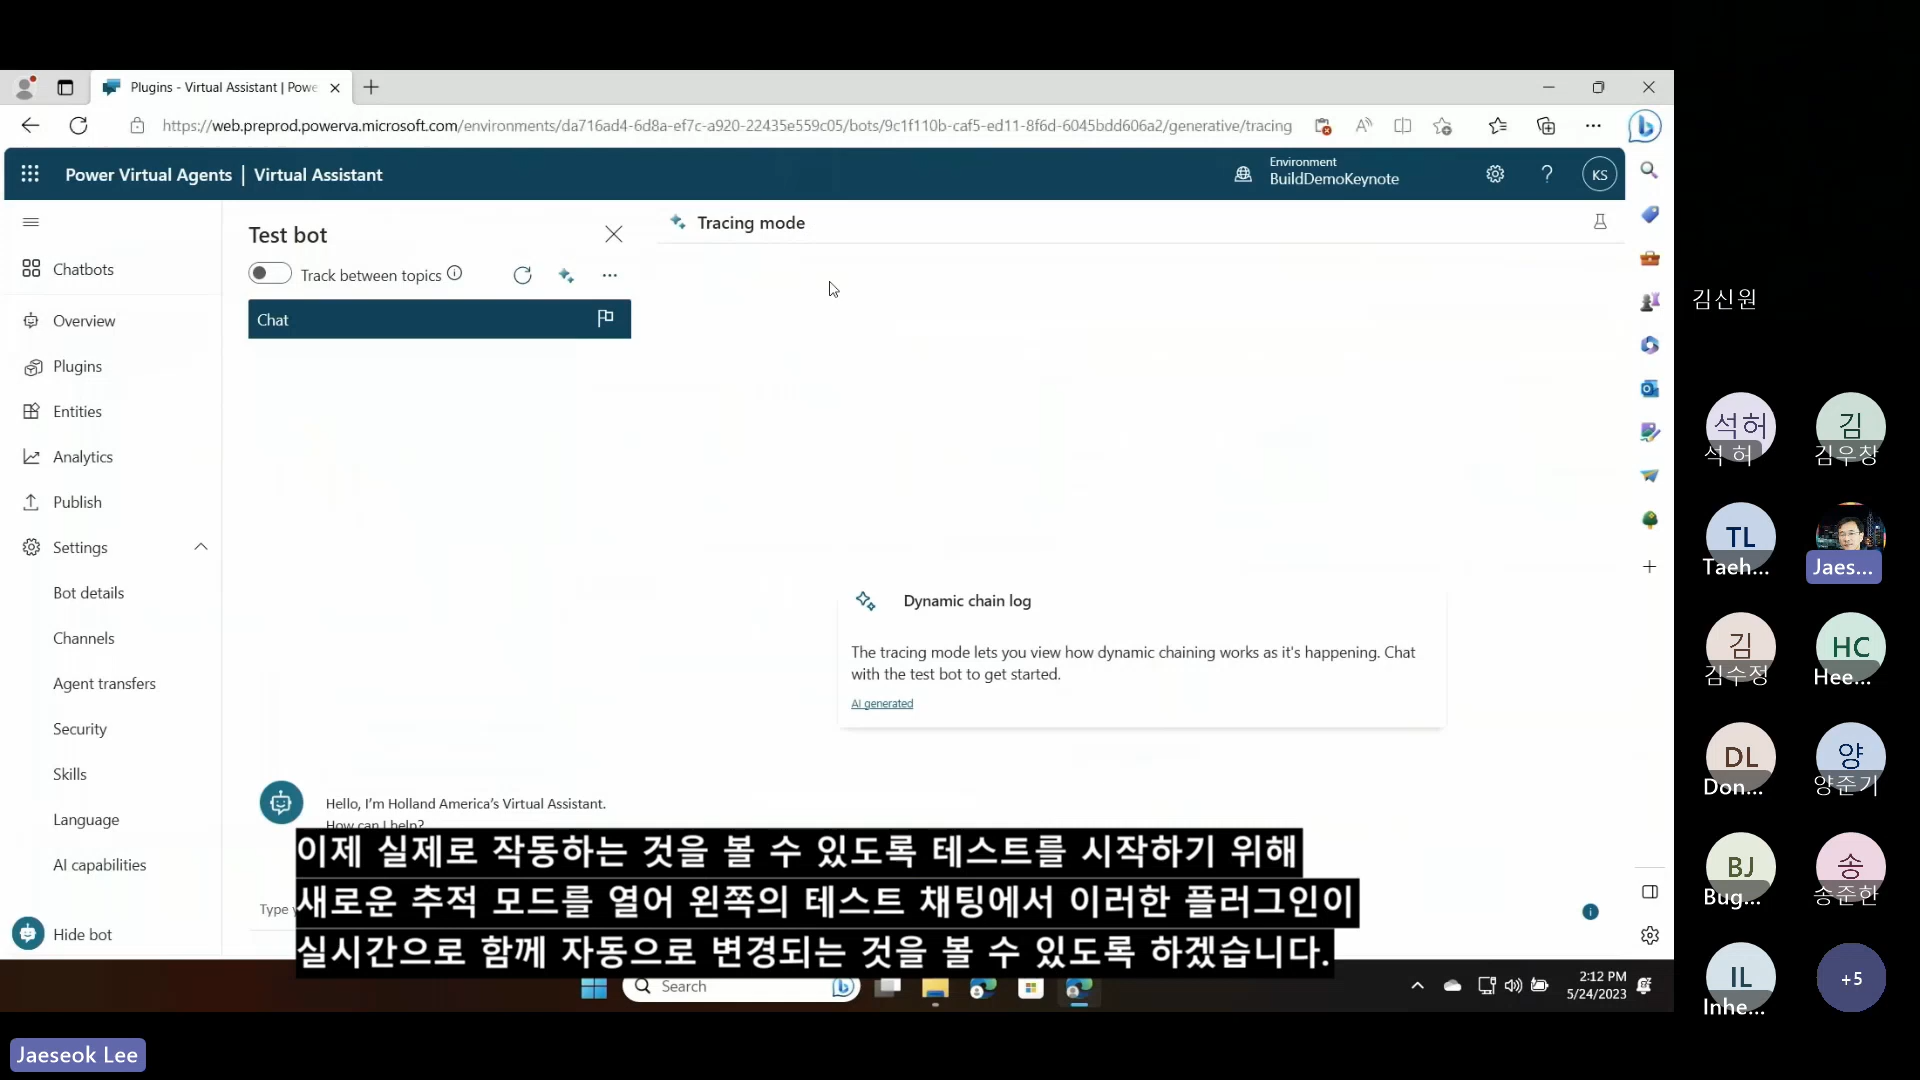 Plugins - Virtual Assistant | Powe
https://web.preprod.powerva.microsoft.com/environments/da716ad4-6d8a-ef7c-a920-22435e559c05/bots/9c1f110b-caf5-ed11-8f6d-6045bdd606a2/generative/tracing
Power Virtual Agents | Virtual Assistant
Environment
BuildDemoKeynote
KS
Chatbots
Overview
Plugins
Entities
Analytics
Publish
Settings
Bot details
Channels
Agent transfers
Security
Skills
Language
AI capabilities
Hide bot
Test bot
Track between topics
Chat
Hello, I'm Holland America's Virtual Assistant.
How can I help?
Type
Tracing mode
Dynamic chain log
The tracing mode lets you view how dynamic chaining works as it's happening. Chat
with the test bot to get started.
AI generated
이제 실제로 작동하는 것을 볼 수 있도록 테스트를 시작하기 위해
새로운 추적 모드를 열어 왼쪽의 테스트 채팅에서 이러한 플러그인이
실시간으로 함께 자동으로 변경되는 것을 볼 수 있도록 하겠습니다.
Search
2:12 PM
5/24/2023
김신원
석허
석 허
김
김우창
TL
Taeh...
Jaes...
김
김수정
HC
Hee...
DL
Don...
양
양준기
BJ
Bug...
송
송준한
IL
Inhe...
+5
Jaeseok Lee